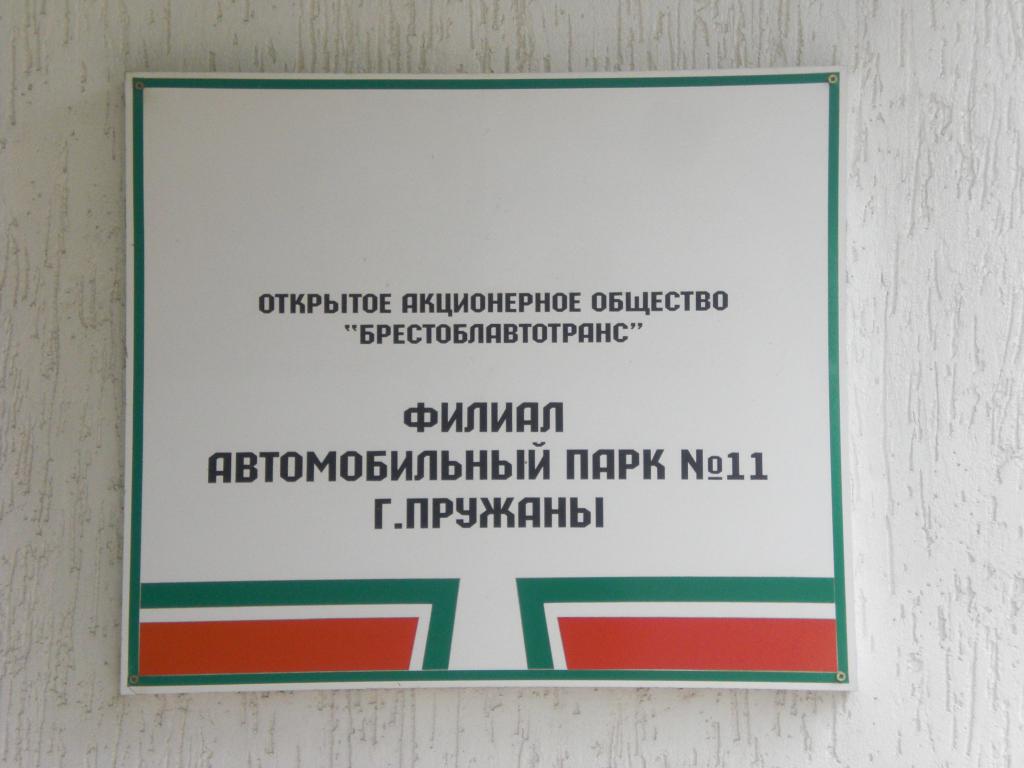 ОТКРЫТОЕ АКЦИОНЕРНОЕ ОБЩЕСТВО
"БРЕСТОБЛАВТОТРАНС"
ФИЛИАЛ
АВТОМОБИЛЬНЫЙ ПАРК №11
Г.ПРУЖАНЫ